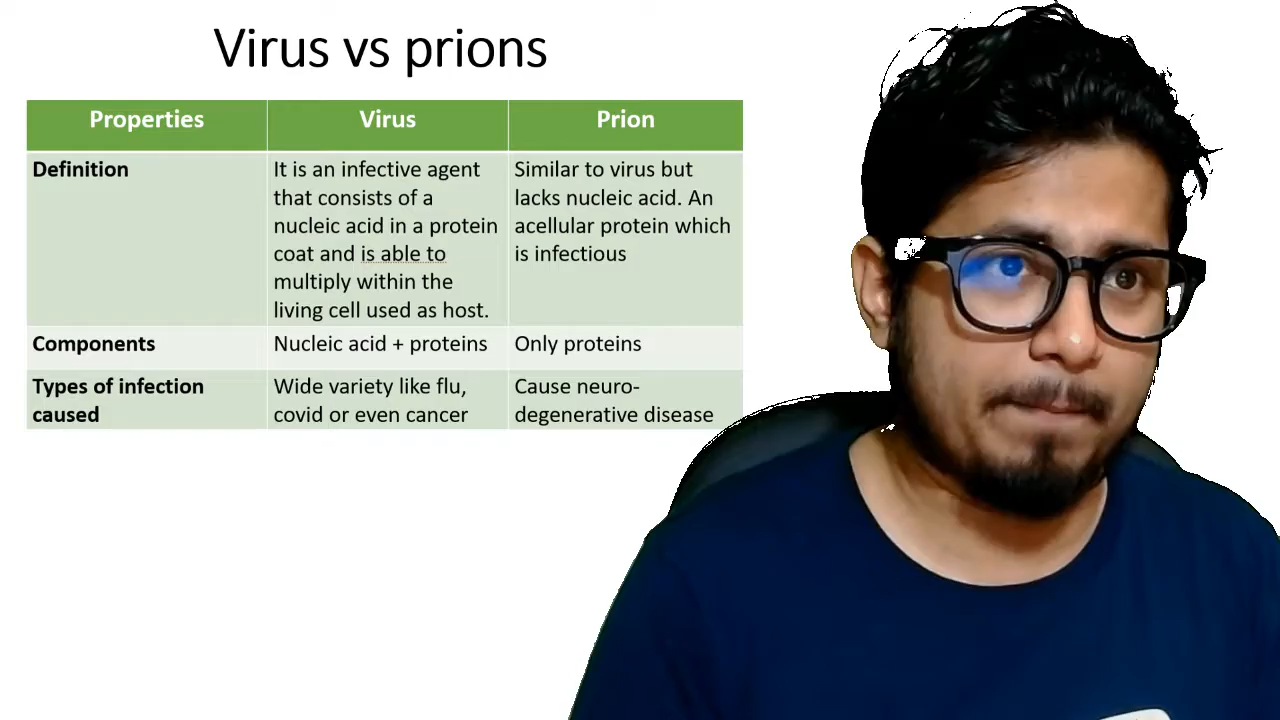 Virus vs prions
Properties
Virus
Prion
Definition
It is an infective agent
that consists of a
nucleic acid in a protein
coat and is able to
multiply within the
living cell used as host.
Similar to virus but
lacks nucleic acid. An
acellular protein which
is infectious
Components
Nucleic acid + proteins
Only proteins
Types of infection
caused
Wide variety like flu,
covid or even cancer
Cause neuro-
degenerative disease